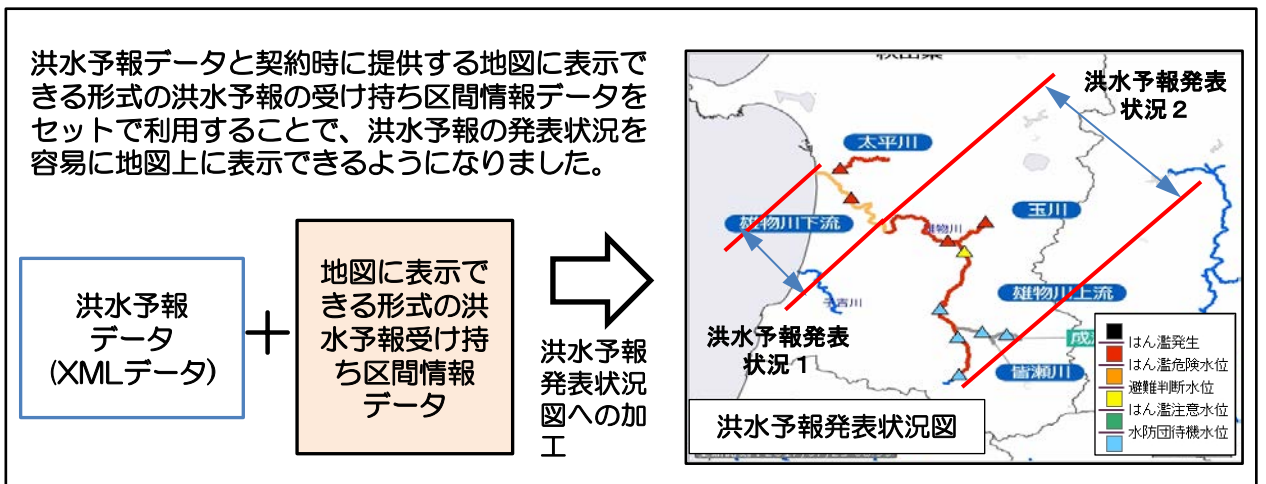 洪水予報データと契約時に提供する地図に表示で
きる形式の洪水予報の受け持ち区間情報データを
セットで利用することで、洪水予報の発表状況を
容易に地図上に表示できるようになりました。
洪水予報
データ
(XMLデータ)
＋
地図に表示で
きる形式の洪
水予報受け持
ち区間情報
データ
洪水予報
発表状況
図への加
工
洪水予報発表
状況２
太平川
玉川
雄物川下流
雄物川
雄物川上流
子吉川
洪水予報発表
状況１
成
皆瀬川
洪水予報発表状況図
はん濫発生
はん濫危険水位
避難判断水位
はん濫注意水位
水防団待機水位